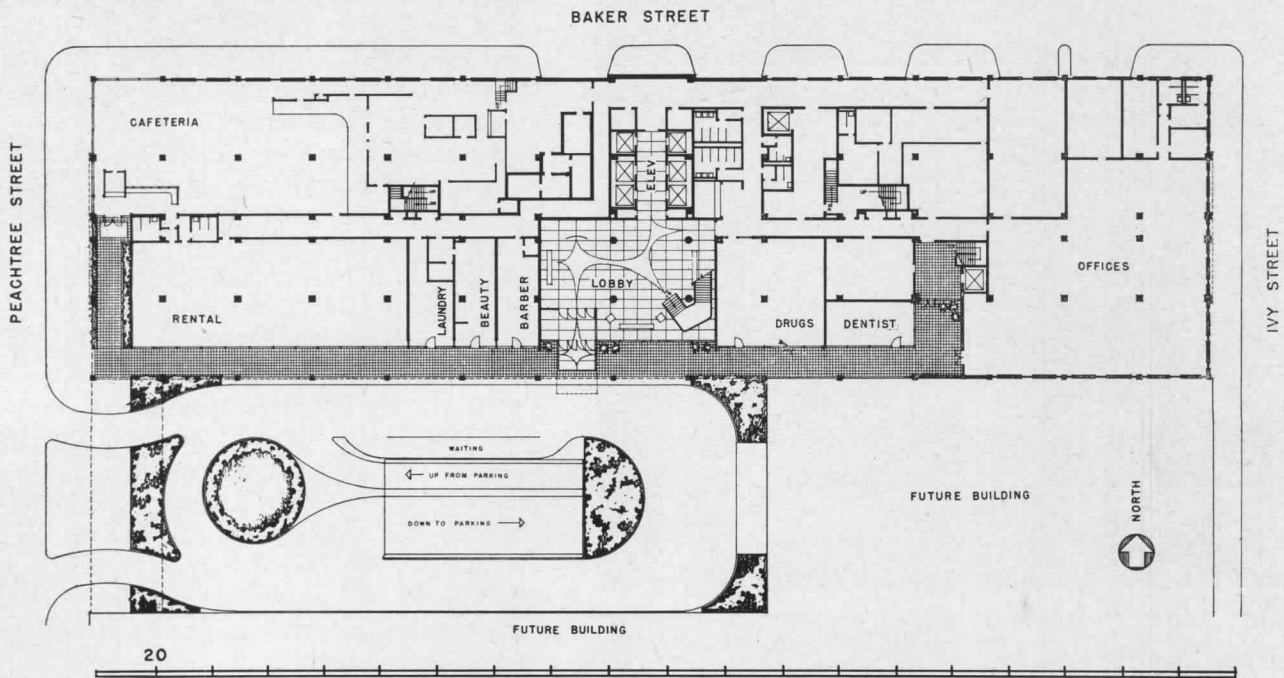 BAKER STREET
PEACHTREE STREET
CAFETERIA
ELEV
LOBBY
RENTAL
LAUNDRY
BEAUTY
BARBER
DRUGS
DENTIST
OFFICES
IVY STREET
WAITING
UP FROM PARKING
DOWN TO PARKING
FUTURE BUILDING
NORTH
FUTURE BUILDING
20